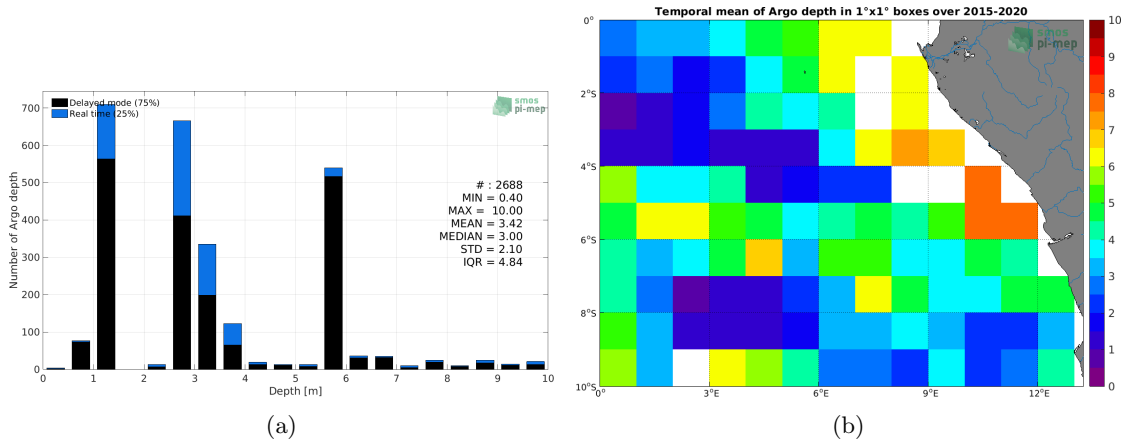 Temporal mean of Argo depth in 1°x1° boxes over 2015-2020
Delayed mode (75%)
Real time (25%)
smos
pi-mep
# : 2688
MIN = 0.40
MAX = 10.00
MEAN = 3.42
MEDIAN = 3.00
STD = 2.10
IQR = 4.84
Number of Argo depth
700
600
500
400
300
200
100
0
0 1 2 3 4 5 6 7 8 9 10
Depth [m]
(a)
smos
pi-mep
0°
2°S
4°S
6°S
8°S
10°S
0° 3°E 6°E 9°E 12°E
10
9
8
7
6
5
4
3
2
1
0
(b)